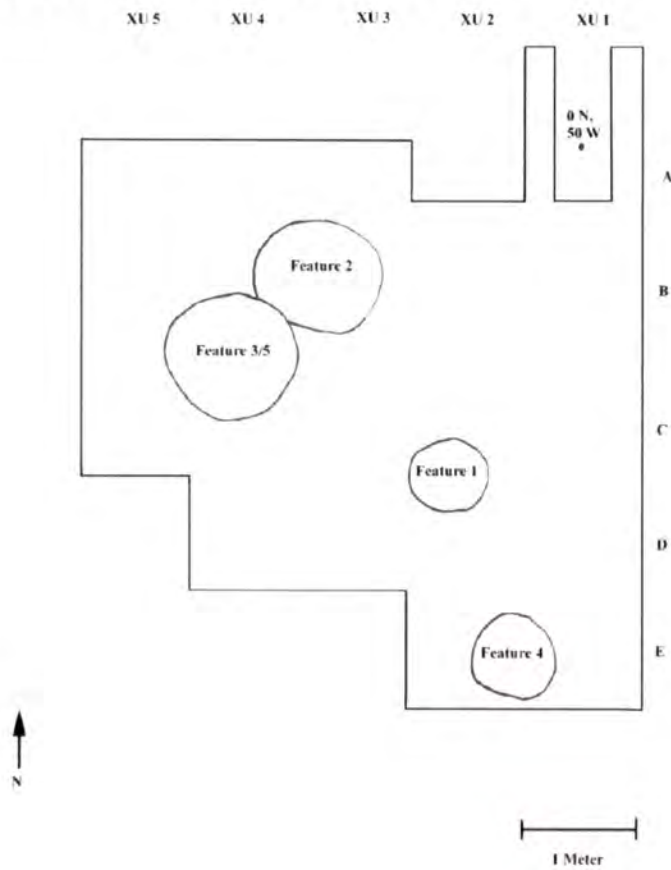 XU 5 XU 4 XU 3 XU 2 XU 1
0 N,
50 W
A
Feature 2
B
Feature 3/5
C
Feature 1
D
Feature 4
E
N
1 Meter